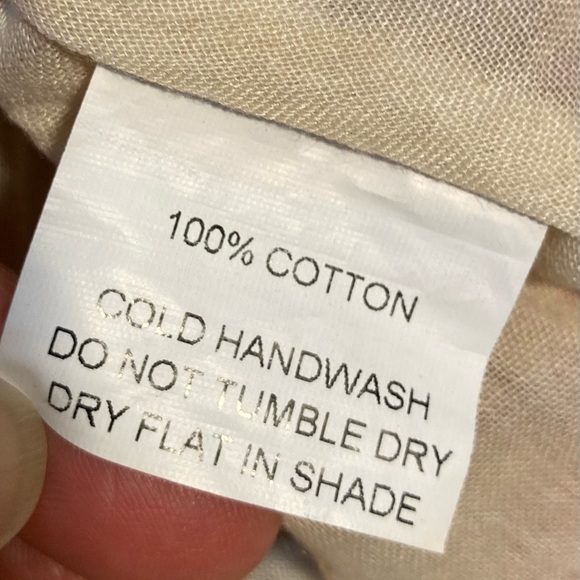 100% COTTON
COLD HANDWASH
DO NOT TUMBLE DRY
DRY FLAT IN SHADE